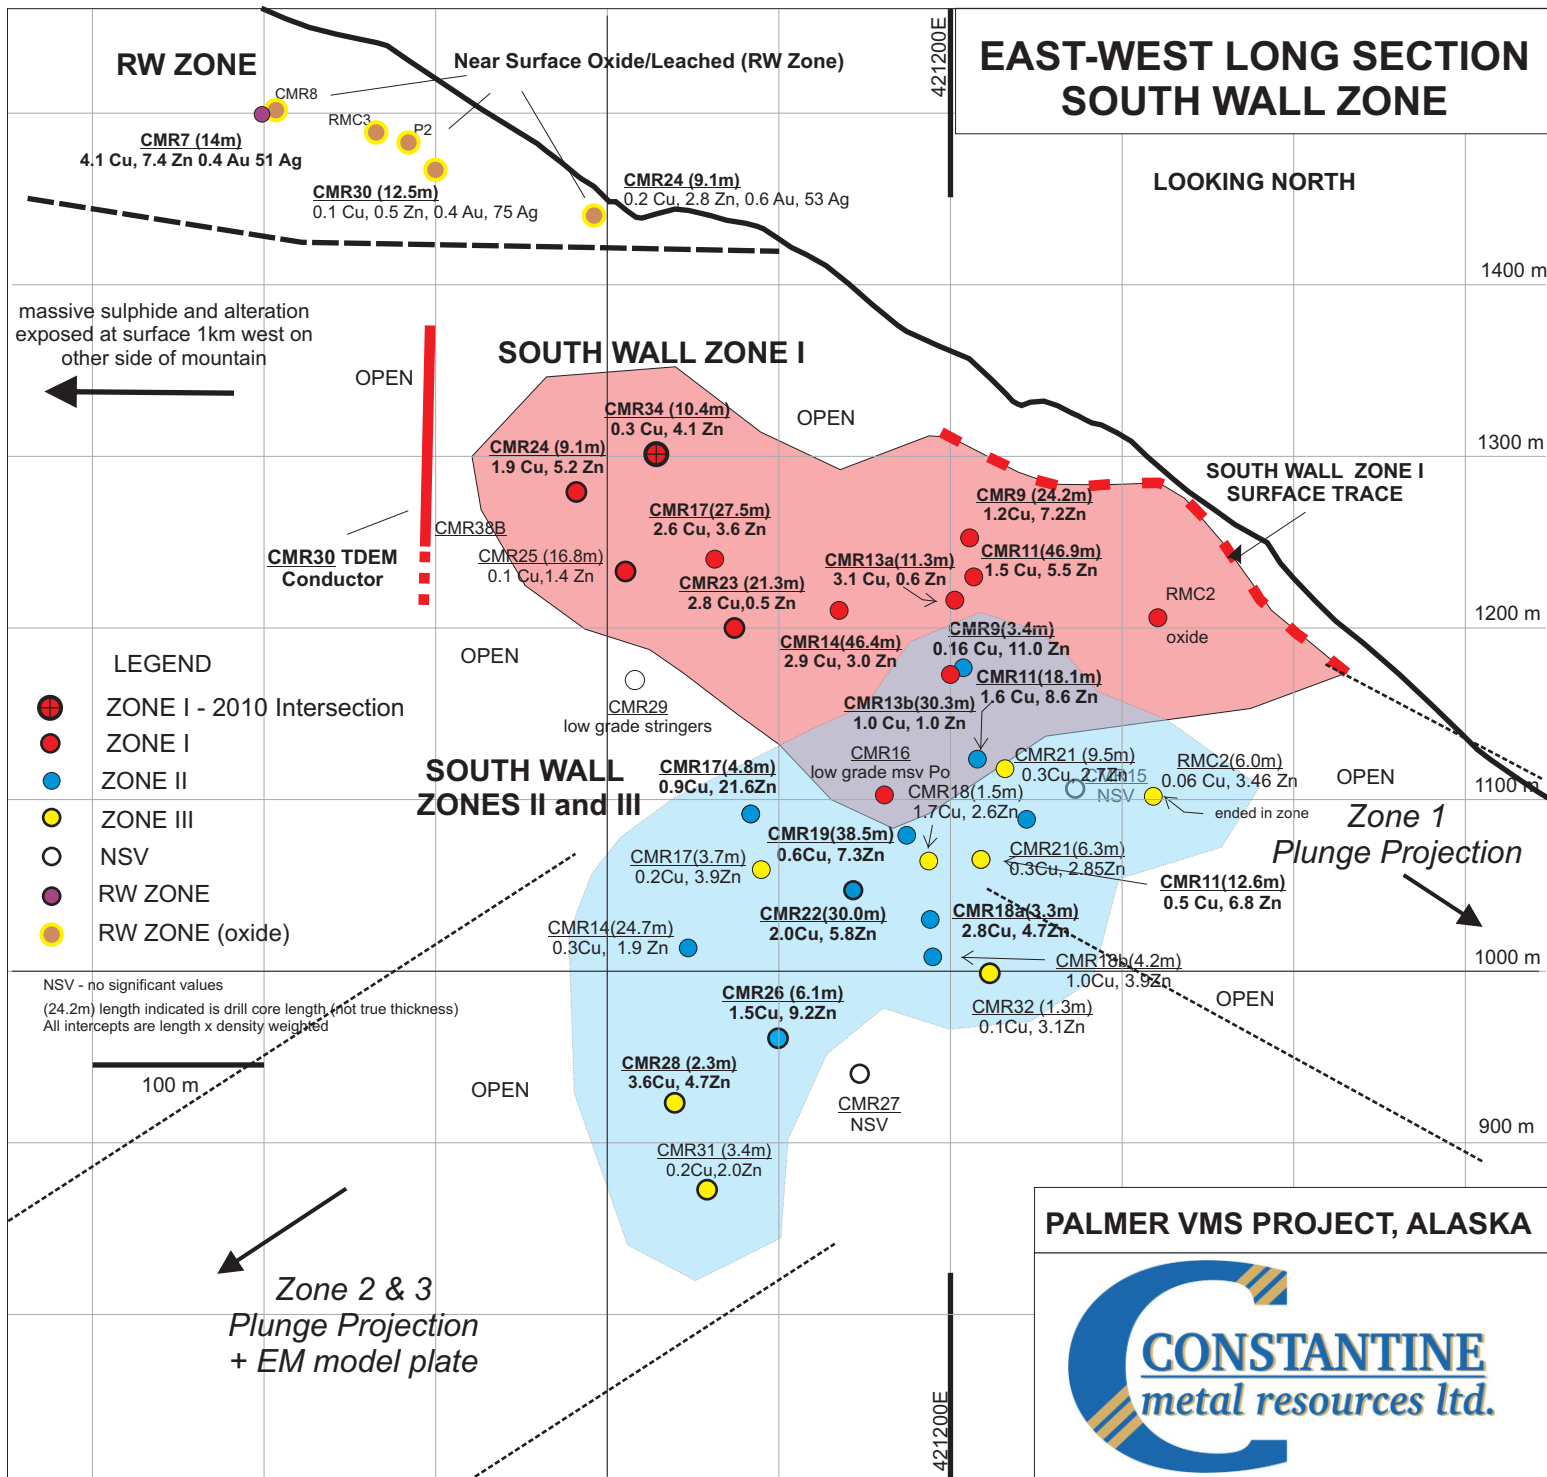 EAST-WEST LONG SECTION
SOUTH WALL ZONE
LOOKING NORTH
421200E
RW ZONE
Near Surface Oxide/Leached (RW Zone)
CMR8
RMC3
P2
CMR7 (14m)
4.1 Cu, 7.4 Zn 0.4 Au 51 Ag
CMR30 (12.5m)
0.1 Cu, 0.5 Zn, 0.4 Au, 75 Ag
CMR24 (9.1m)
0.2 Cu, 2.8 Zn, 0.6 Au, 53 Ag
1400 m
massive sulphide and alteration
exposed at surface 1km west on
other side of mountain
OPEN
SOUTH WALL ZONE I
OPEN
CMR34 (10.4m)
0.3 Cu, 4.1 Zn
1300 m
CMR24 (9.1m)
1.9 Cu, 5.2 Zn
SOUTH WALL ZONE I
SURFACE TRACE
CMR9 (24.2m)
1.2Cu, 7.2Zn
CMR17(27.5m)
2.6 Cu, 3.6 Zn
CMR38B
CMR30 TDEM
Conductor
CMR25 (16.8m)
0.1 Cu,1.4 Zn
CMR13a(11.3m)
3.1 Cu, 0.6 Zn
CMR11(46.9m)
1.5 Cu, 5.5 Zn
CMR23 (21.3m)
2.8 Cu,0.5 Zn
RMC2
oxide
1200 m
CMR14(46.4m)
2.9 Cu, 3.0 Zn
CMR9(3.4m)
0.16 Cu, 11.0 Zn
OPEN
CMR11(18.1m)
1.6 Cu, 8.6 Zn
CMR13b(30.3m)
1.0 Cu, 1.0 Zn
CMR29
low grade stringers
LEGEND
ZONE I - 2010 Intersection
ZONE I
ZONE II
ZONE III
NSV
RW ZONE
RW ZONE (oxide)
NSV - no significant values
(24.2m) length indicated is drill core length (not true thickness)
All intercepts are length x density weighted
100 m
SOUTH WALL
ZONES II and III
CMR17(4.8m)
0.9Cu, 21.6Zn
CMR16
low grade msv Po
CMR21 (9.5m)
0.3Cu, 2.7Zn
CMR15
NSV
RMC2(6.0m)
0.06 Cu, 3.46 Zn
ended in zone
OPEN
1100 m
CMR18(1.5m)
1.7Cu, 2.6Zn
Zone 1
Plunge Projection
CMR19(38.5m)
0.6Cu, 7.3Zn
CMR17(3.7m)
0.2Cu, 3.9Zn
CMR21(6.3m)
0.3Cu, 2.85Zn
CMR11(12.6m)
0.5 Cu, 6.8 Zn
CMR22(30.0m)
2.0Cu, 5.8Zn
CMR18a(3.3m)
2.8Cu, 4.7Zn
CMR14(24.7m)
0.3Cu, 1.9 Zn
CMR18b(4.2m)
1.0Cu, 3.9Zn
1000 m
CMR26 (6.1m)
1.5Cu, 9.2Zn
CMR32 (1.3m)
0.1Cu, 3.1Zn
OPEN
CMR28 (2.3m)
3.6Cu, 4.7Zn
OPEN
CMR27
NSV
900 m
CMR31 (3.4m)
0.2Cu,2.0Zn
Zone 2 & 3
Plunge Projection
+ EM model plate
421200E
PALMER VMS PROJECT, ALASKA
CONSTANTINE
metal resources ltd.